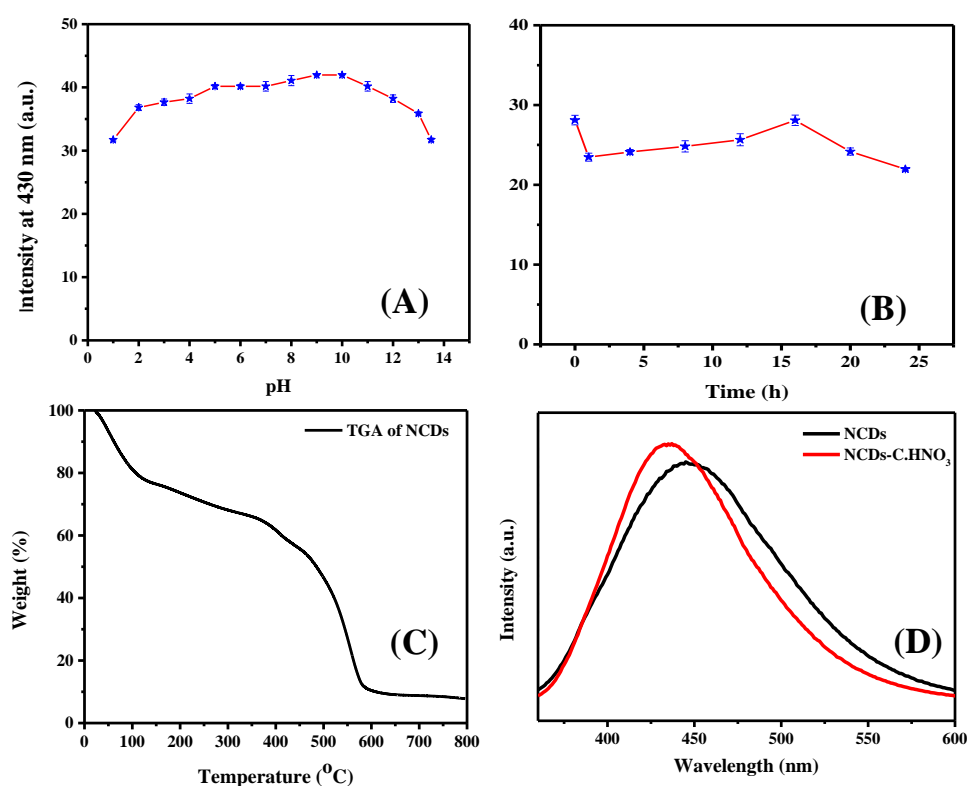 50
40
30
20
10
0
Intensity at 430 nm (a.u.)
0 2 4 6 8 10 12 14
pH
(A)
40
30
20
10
0
0 5 10 15 20 25
Time (h)
(B)
100
80
60
40
20
0
Weight (%)
0 100 200 300 400 500 600 700 800
Temperature (°C)
TGA of NCDs
(C)
Intensity (a.u.)
400 450 500 550 600
Wavelength (nm)
NCDs
NCDs-C.HNO₃
(D)